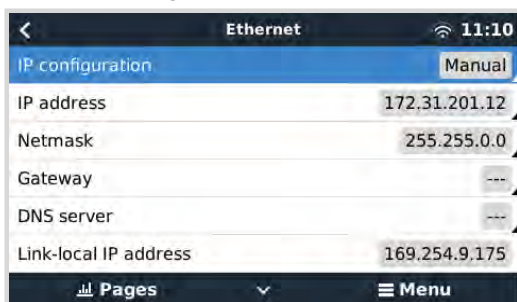 Ethernet 11:10
IP configuration Manual
IP address 172.31.201.12
Netmask 255.255.0.0
Gateway ---
DNS server ---
Link-local IP address 169.254.9.175
Pages Menu